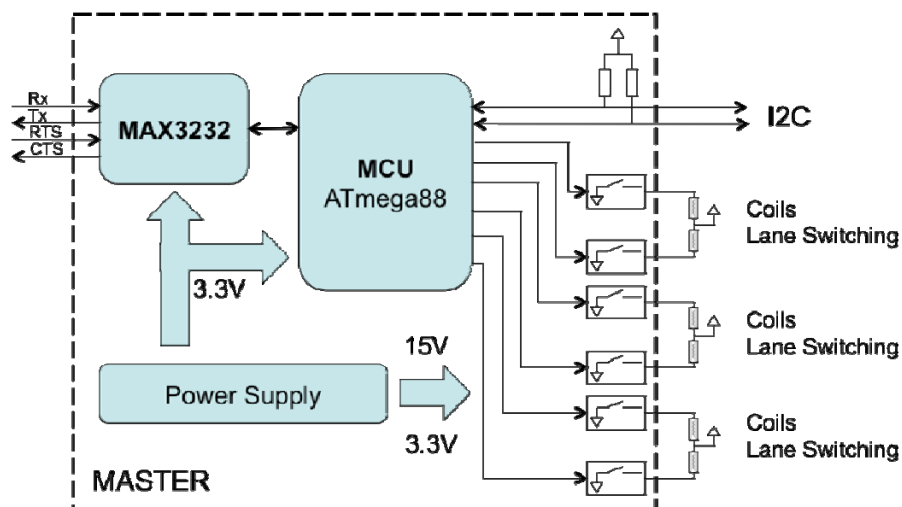 Rx
Tx
RTS
CTS
MAX3232
MCU
ATmega88
I2C
3.3V
Coils
Lane Switching
Coils
Lane Switching
15V
Power Supply
3.3V
Coils
Lane Switching
MASTER